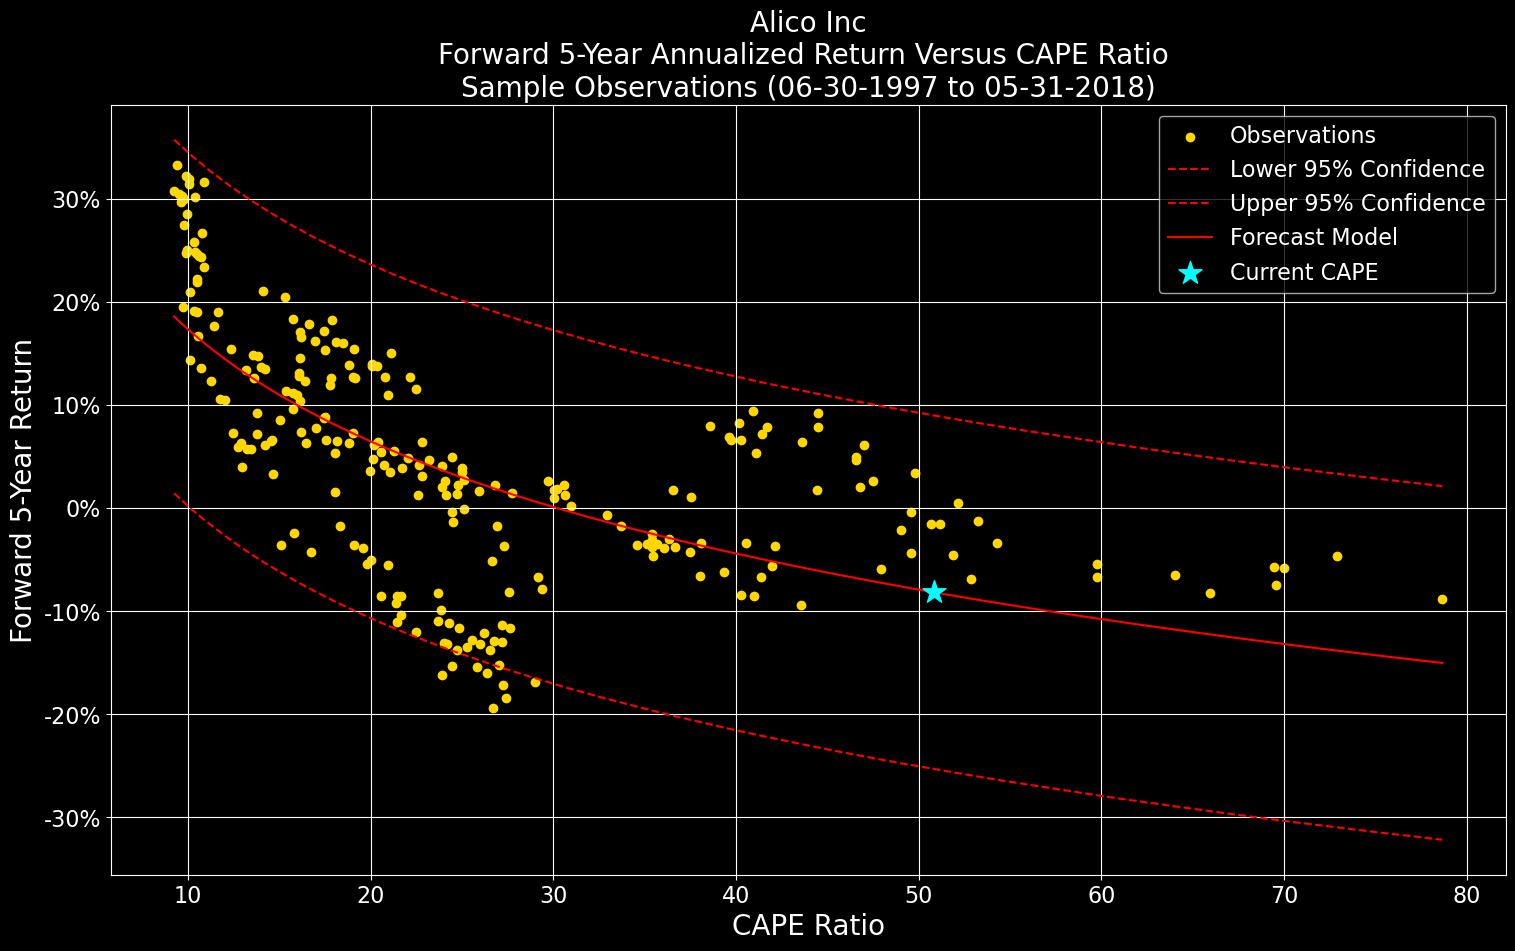 Alico Inc
Forward 5-Year Annualized Return Versus CAPE Ratio
Sample Observations (06-30-1997 to 05-31-2018)
Observations
Lower 95% Confidence
Upper 95% Confidence
Forecast Model
Current CAPE
Forward 5-Year Return
30%
20%
10%
0%
-10%
-20%
-30%
10 20 30 40 50 60 70 80
CAPE Ratio